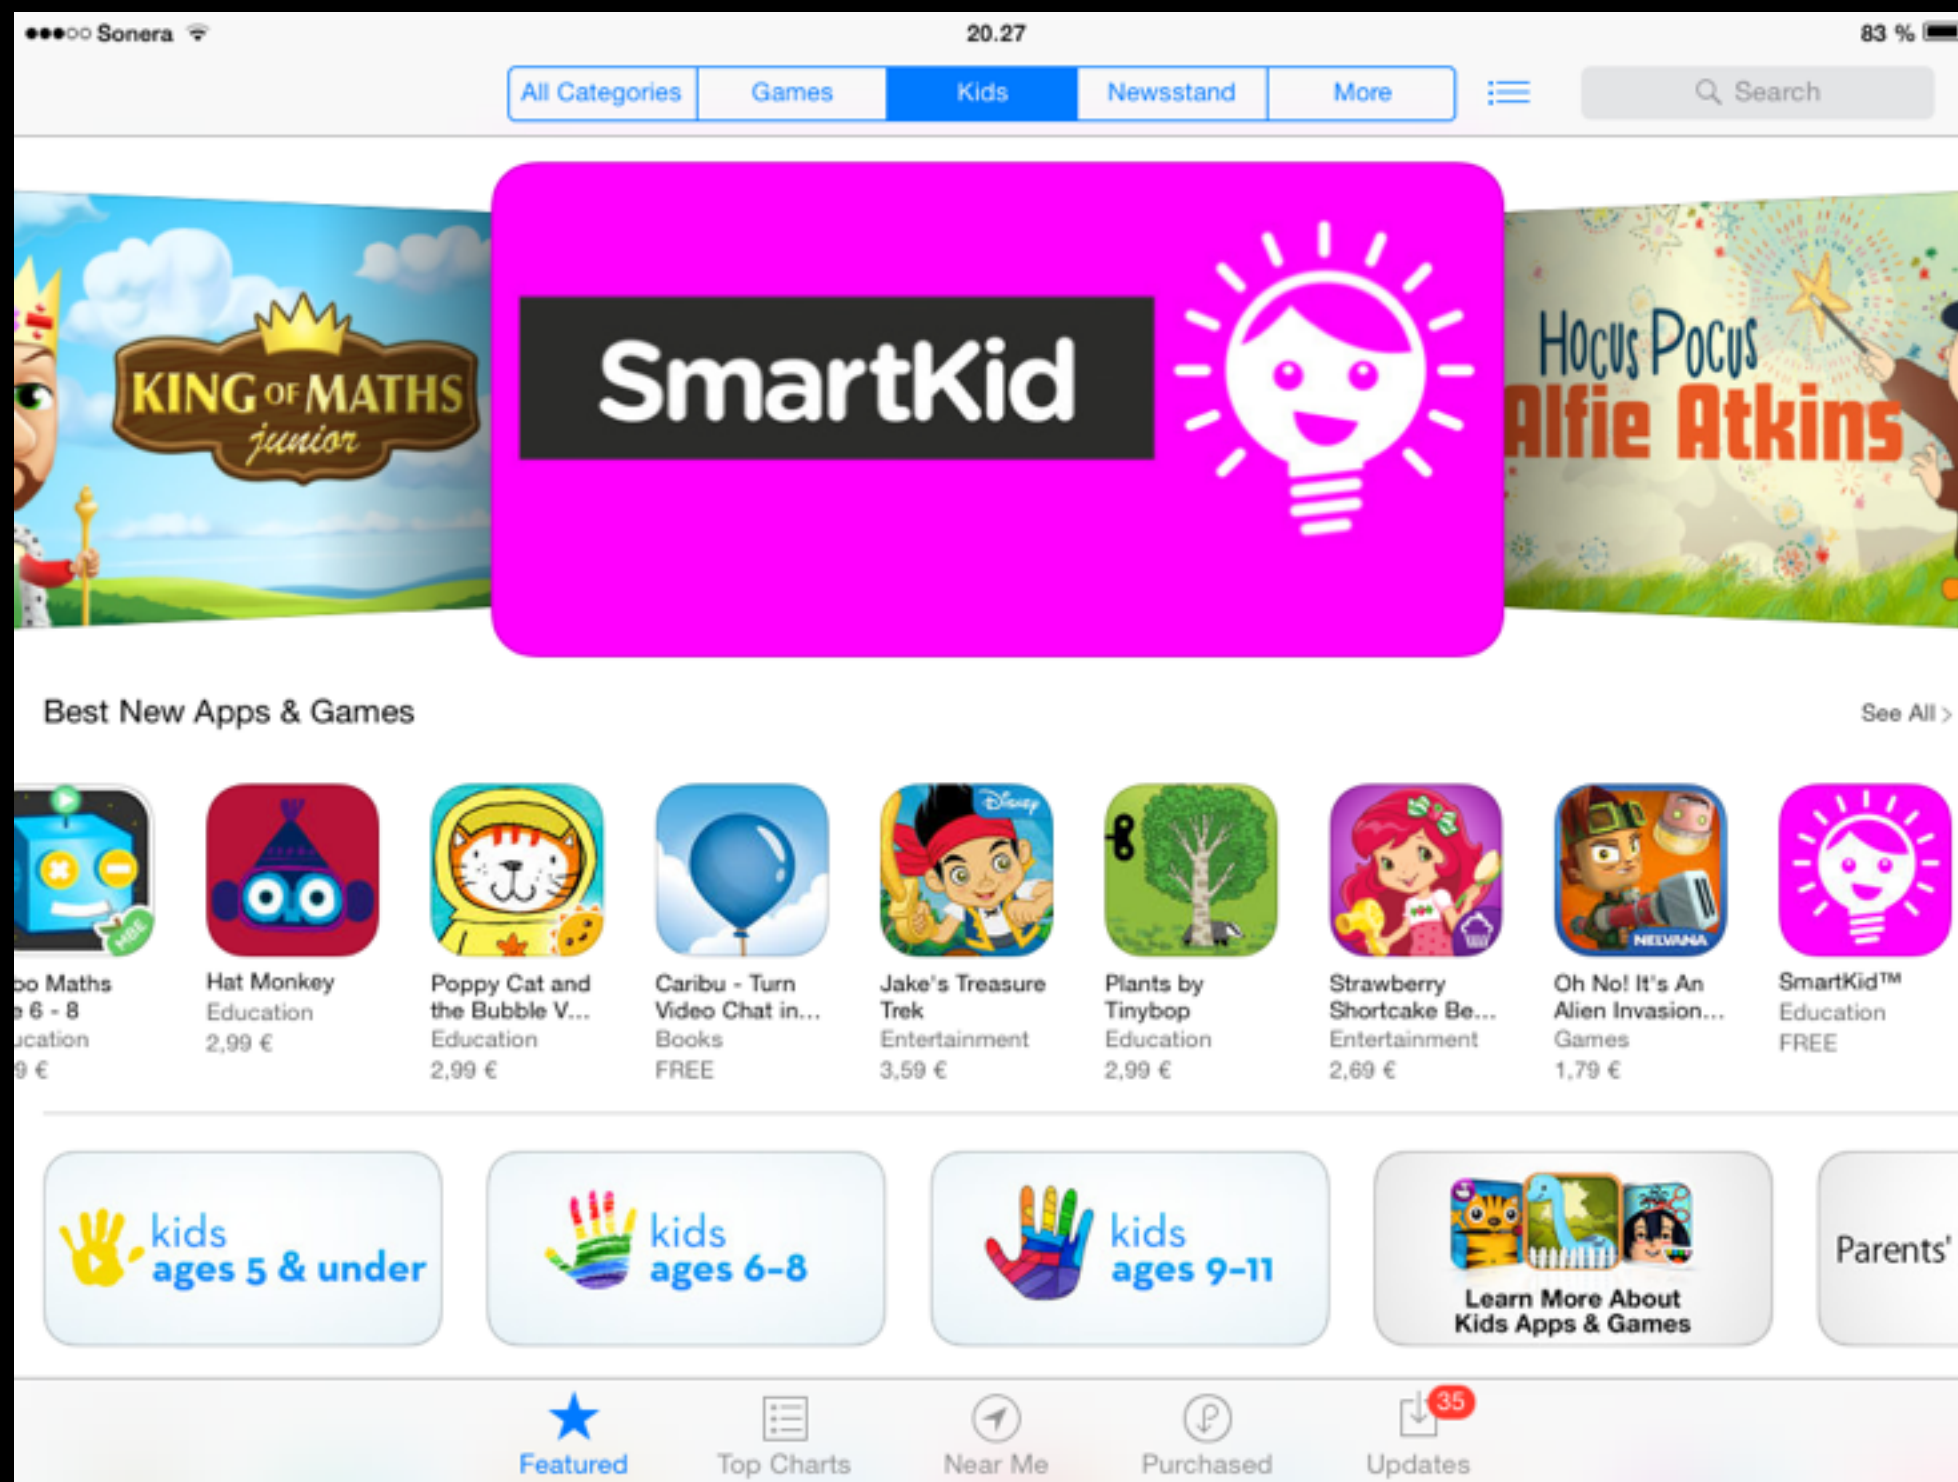 Sonera
20.27
83 %
All Categories
Games
Kids
Newsstand
More
Search
KING OF MATHS
junior
SmartKid
HOCUS POCUS
Alfie Atkins
Best New Apps & Games
See All >
Disney
MBE
NELVANA
Maths
6 - 8
Hat Monkey
Education
2,99 €
Poppy Cat and
the Bubble V...
Education
2,99 €
Caribu - Turn
Video Chat in...
Books
FREE
Jake's Treasure
Trek
Entertainment
3,59 €
Plants by
Tinybop
Education
2,99 €
Strawberry
Shortcake Be...
Entertainment
2,69 €
Oh No! It's An
Alien Invasion...
Games
1,79 €
SmartKid™
Education
FREE
kids
ages 5 & under
kids
ages 6-8
kids
ages 9-11
Learn More About
Kids Apps & Games
Parents'
Featured
Top Charts
Near Me
Purchased
35
Updates